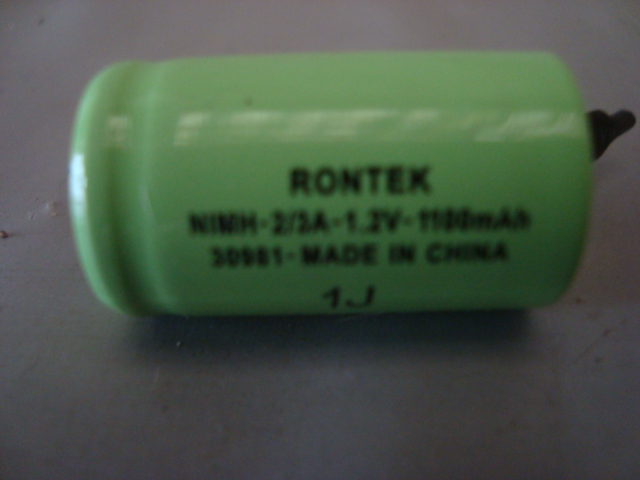 RONTEK
NIMH-2/3A-1.2V-1100mAh
30981-MADE IN CHINA
1J